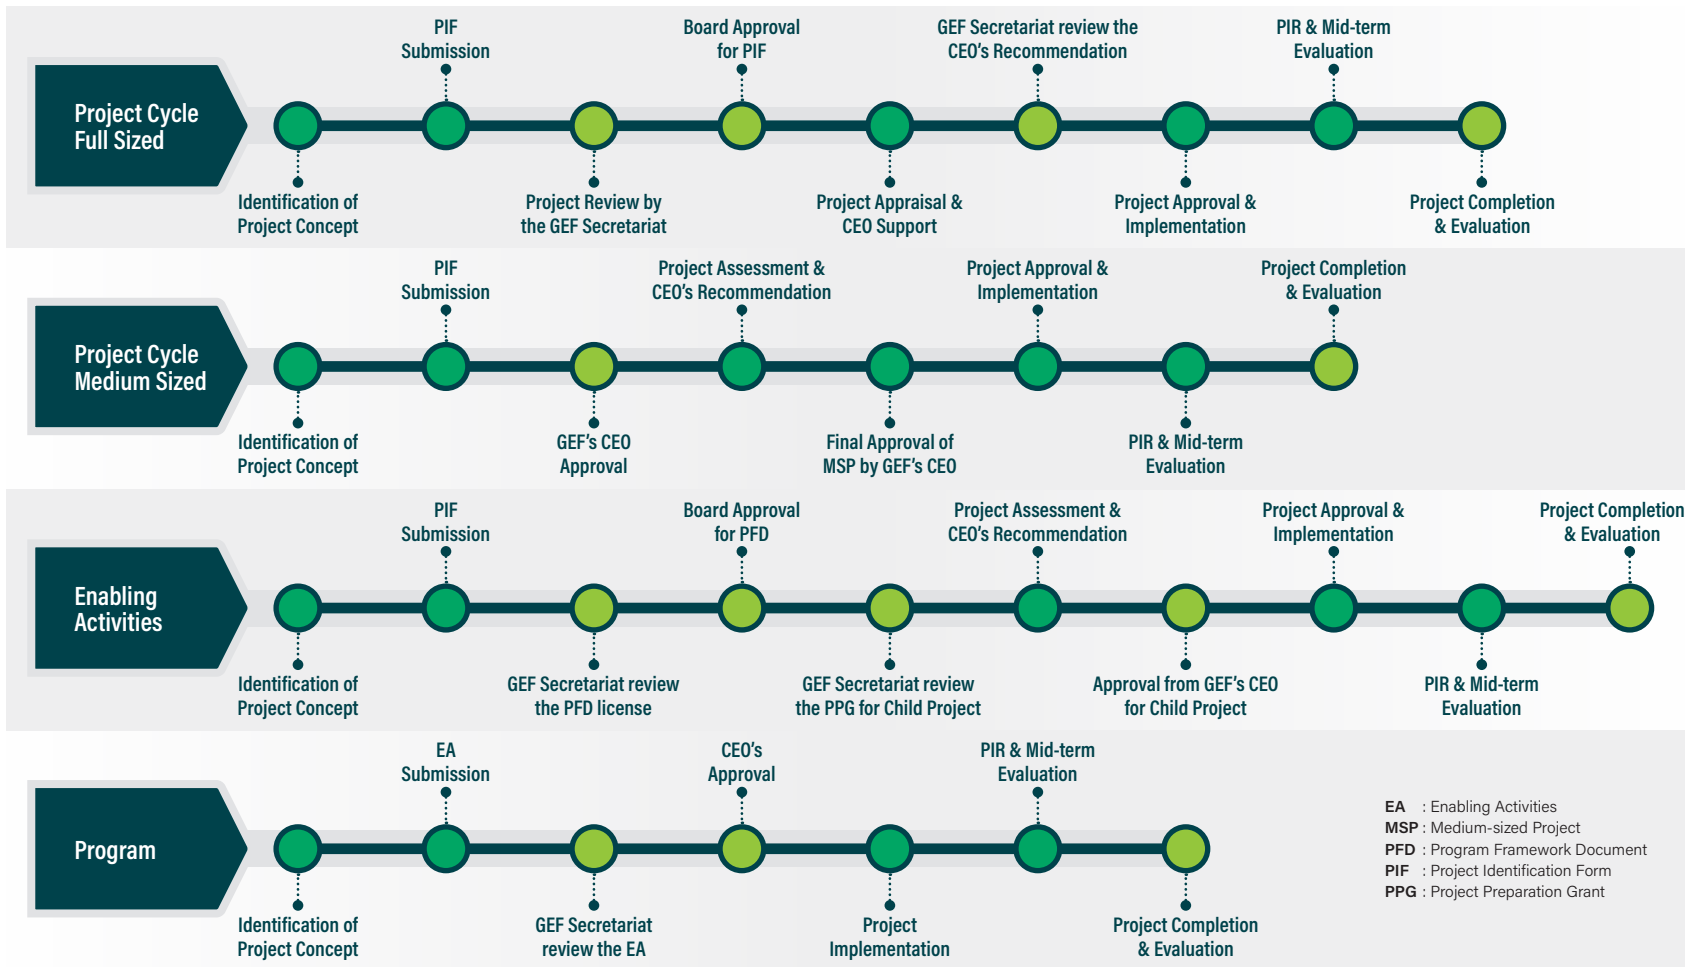 Project Cycle
Full Sized
PIF
Submission
Board Approval
for PIF
GEF Secretariat review the
CEO's Recommendation
PIR & Mid-term
Evaluation
Identification of
Project Concept
Project Review by
the GEF Secretariat
Project Appraisal &
CEO Support
Project Approval &
Implementation
Project Completion
& Evaluation
Project Cycle
Medium Sized
PIF
Submission
Project Assessment &
CEO's Recommendation
Project Approval &
Implementation
Project Completion
& Evaluation
Identification of
Project Concept
GEF's CEO
Approval
Final Approval of
MSP by GEF's CEO
PIR & Mid-term
Evaluation
Enabling
Activities
PIF
Submission
Board Approval
for PFD
Project Assessment &
CEO's Recommendation
Project Approval &
Implementation
Project Completion
& Evaluation
Identification of
Project Concept
GEF Secretariat review
the PFD license
GEF Secretariat review
the PPG for Child Project
Approval from GEF's CEO
for Child Project
PIR & Mid-term
Evaluation
Program
EA
Submission
CEO's
Approval
PIR & Mid-term
Evaluation
Identification of
Project Concept
GEF Secretariat
review the EA
Project
Implementation
Project Completion
& Evaluation
EA : Enabling Activities
MSP : Medium-sized Project
PFD : Program Framework Document
PIF : Project Identification Form
PPG : Project Preparation Grant